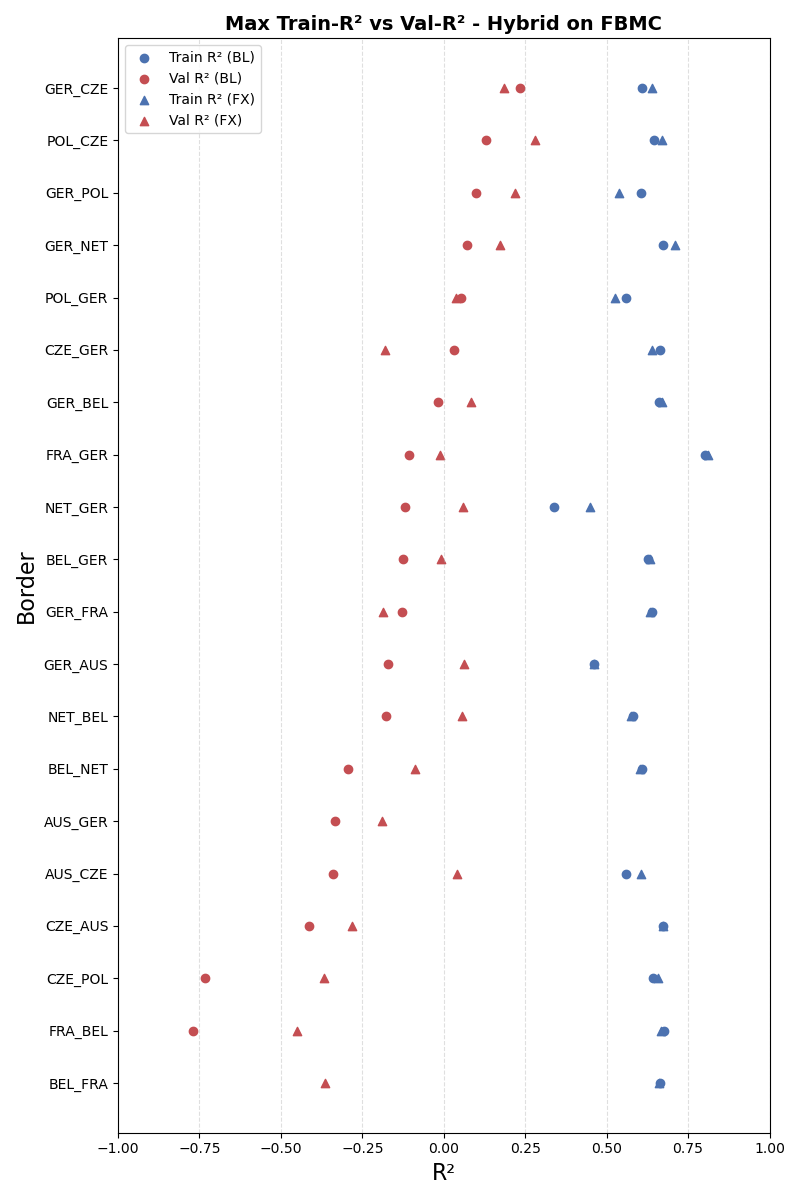 Max Train-R² vs Val-R² - Hybrid on FBMC
Train R² (BL)
Val R² (BL)
Train R² (FX)
Val R² (FX)
GER_CZE
POL_CZE
GER_POL
GER_NET
POL_GER
CZE_GER
GER_BEL
FRA_GER
NET_GER
BEL_GER
GER_FRA
GER_AUS
NET_BEL
BEL_NET
AUS_GER
AUS_CZE
CZE_AUS
CZE_POL
FRA_BEL
BEL_FRA
Border
−1.00 −0.75 −0.50 −0.25 0.00 0.25 0.50 0.75 1.00
R²